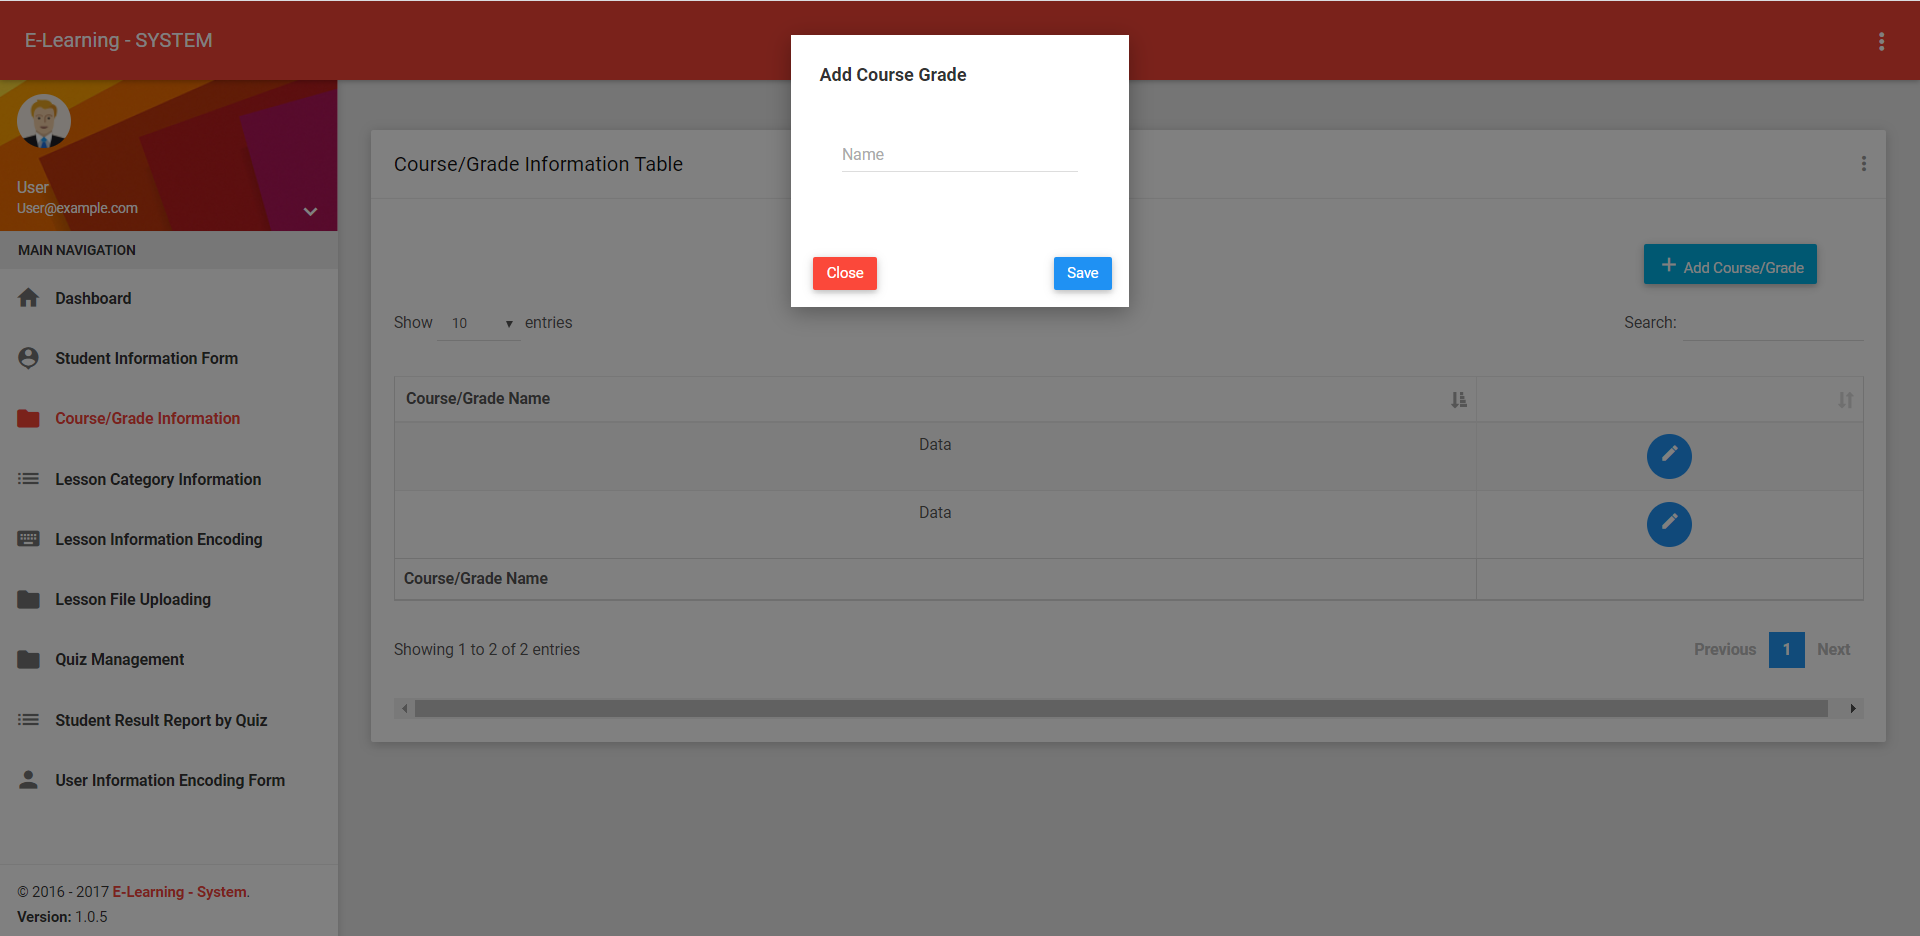 E-Learning - SYSTEM
User
User@example.com
MAIN NAVIGATION
Dashboard
Student Information Form
Course/Grade Information
Lesson Category Information
Lesson Information Encoding
Lesson File Uploading
Quiz Management
Student Result Report by Quiz
User Information Encoding Form
© 2016 - 2017 E-Learning - System.
Version: 1.0.5
Add Course Grade
Name
Close Save
Course/Grade Information Table
Add Course/Grade
Show 10 entries Search:
Course/Grade Name
Data
Data
Course/Grade Name
Showing 1 to 2 of 2 entries Previous 1 Next